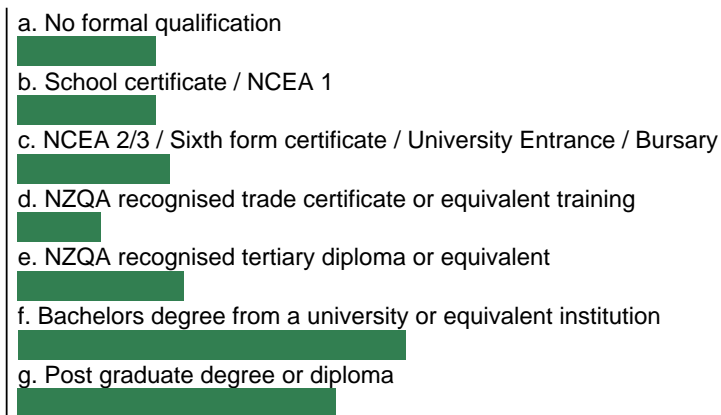 a. No formal qualification
b. School certificate / NCEA 1
c. NCEA 2/3 / Sixth form certificate / University Entrance / Bursary
d. NZQA recognised trade certificate or equivalent training
e. NZQA recognised tertiary diploma or equivalent
f. Bachelors degree from a university or equivalent institution
g. Post graduate degree or diploma